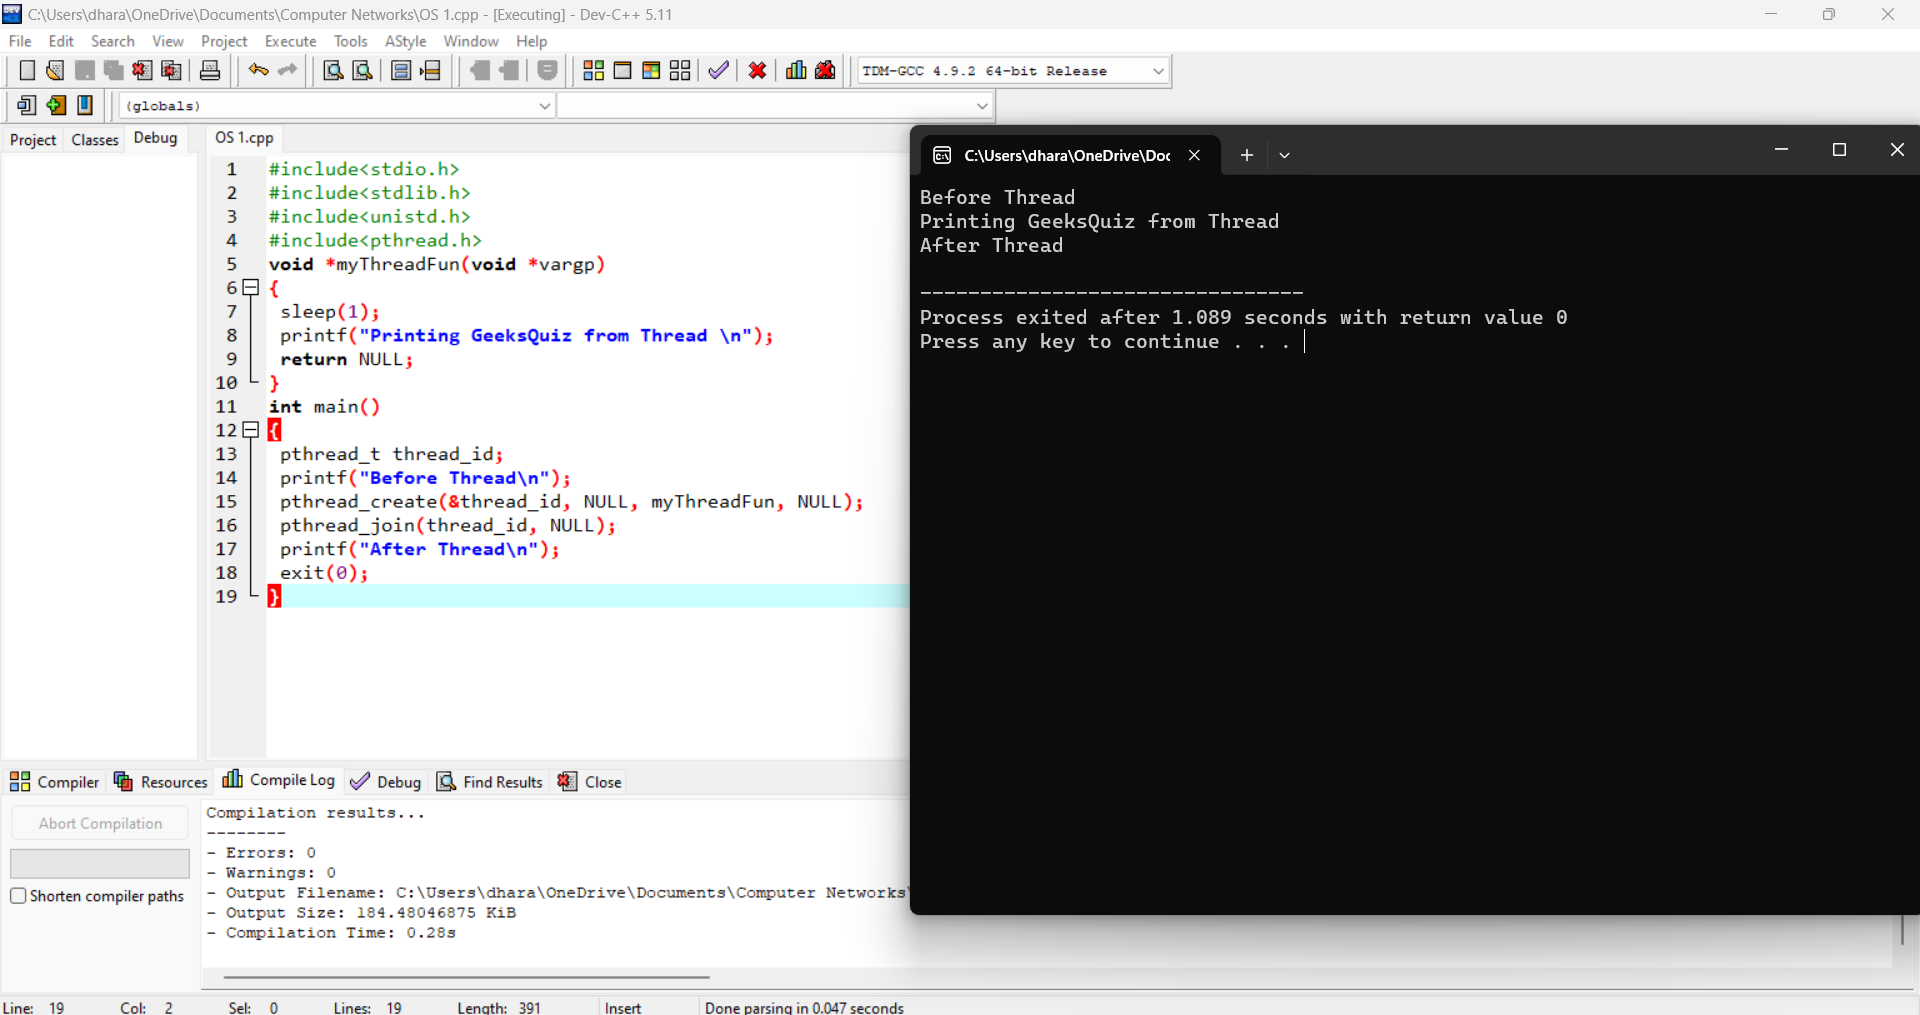 C:\Users\dhara\OneDrive\Documents\Computer Networks\OS 1.cpp - [Executing] - Dev-C++ 5.11
File Edit Search View Project Execute Tools AStyle Window Help
TDM-GCC 4.9.2 64-bit Release
(globals)
Project Classes Debug
OS 1.cpp
1 #include<stdio.h>
2 #include<stdlib.h>
3 #include<unistd.h>
4 #include<pthread.h>
5 void *myThreadFun(void *vargp)
6 {
7 sleep(1);
8 printf("Printing GeeksQuiz from Thread \n");
9 return NULL;
10 }
11 int main()
12 {
13 pthread_t thread_id;
14 printf("Before Thread\n");
15 pthread_create(&thread_id, NULL, myThreadFun, NULL);
16 pthread_join(thread_id, NULL);
17 printf("After Thread\n");
18 exit(0);
19 }
C:\Users\dhara\OneDrive\Doc
Before Thread
Printing GeeksQuiz from Thread
After Thread
--------------------------------
Process exited after 1.089 seconds with return value 0
Press any key to continue . . .
Compiler Resources Compile Log Debug Find Results Close
Abort Compilation
Shorten compiler paths
Compilation results...
--------
- Errors: 0
- Warnings: 0
- Output Filename: C:\Users\dhara\OneDrive\Documents\Computer Networks\
- Output Size: 184.48046875 KiB
- Compilation Time: 0.28s
Line: 19 Col: 2 Sel: 0 Lines: 19 Length: 391 Insert Done parsing in 0.047 seconds